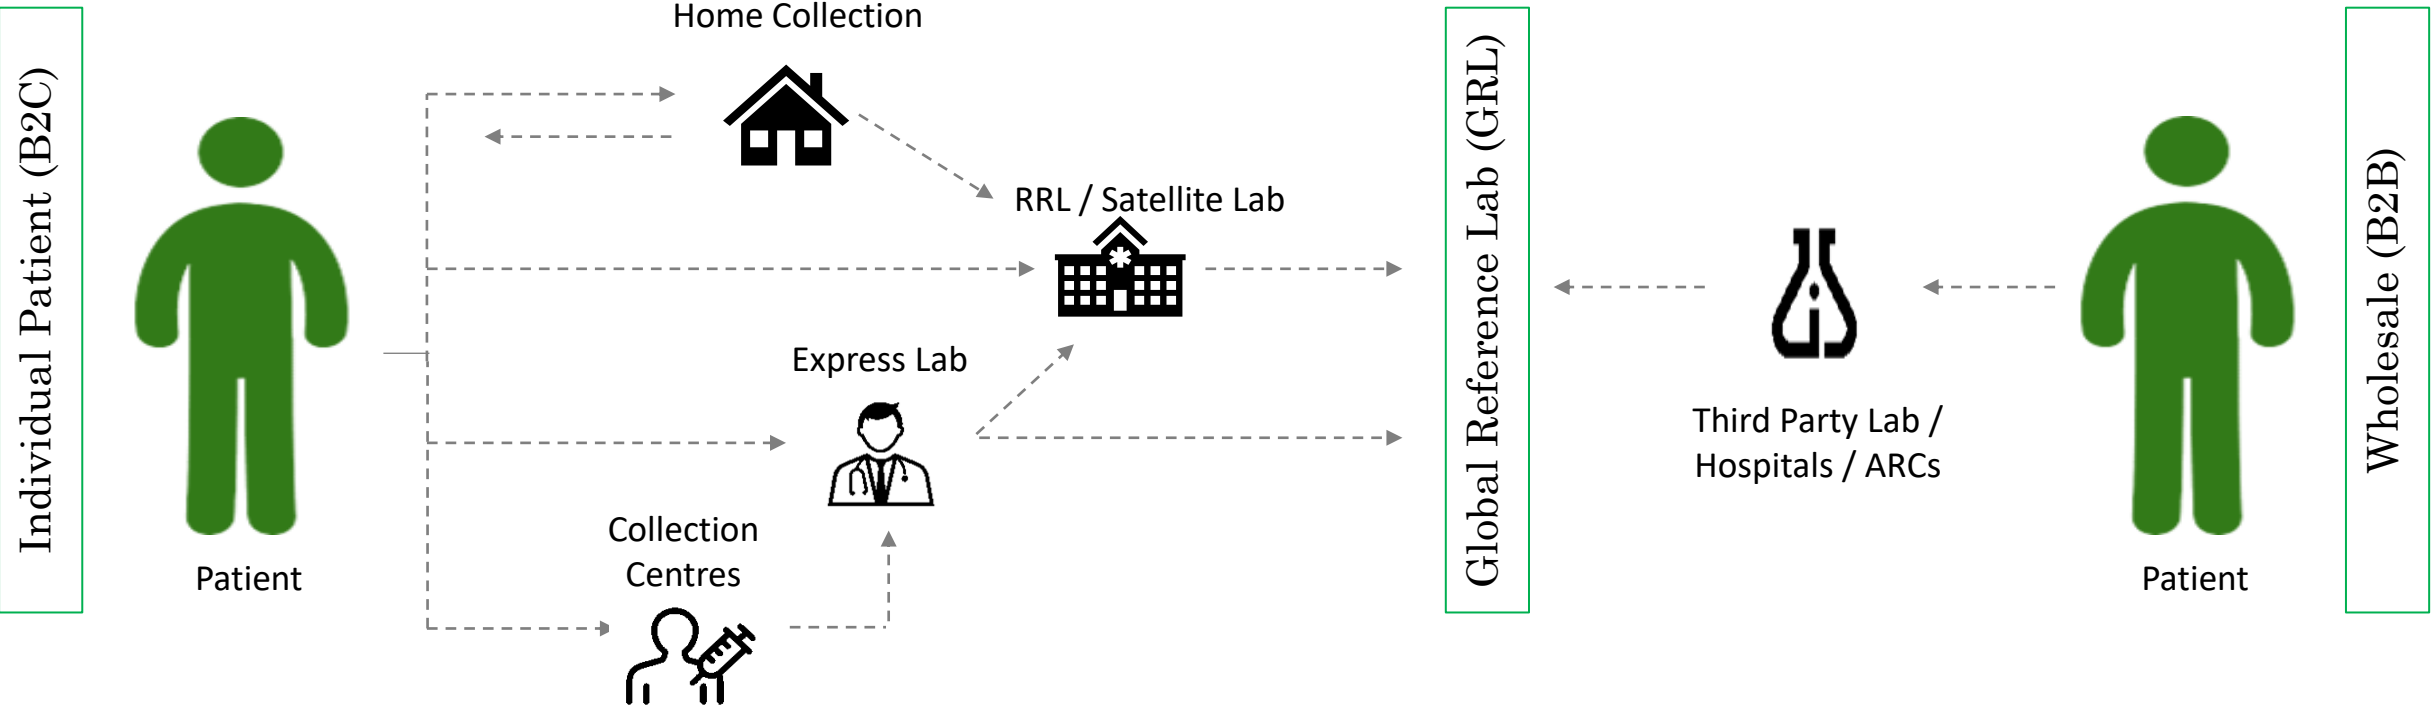 Individual Patient (B2C)
Patient
Home Collection
RRL / Satellite Lab
Express Lab
Collection
Centres
Global Reference Lab (GRL)
Third Party Lab /
Hospitals / ARCs
Patient
Wholesale (B2B)